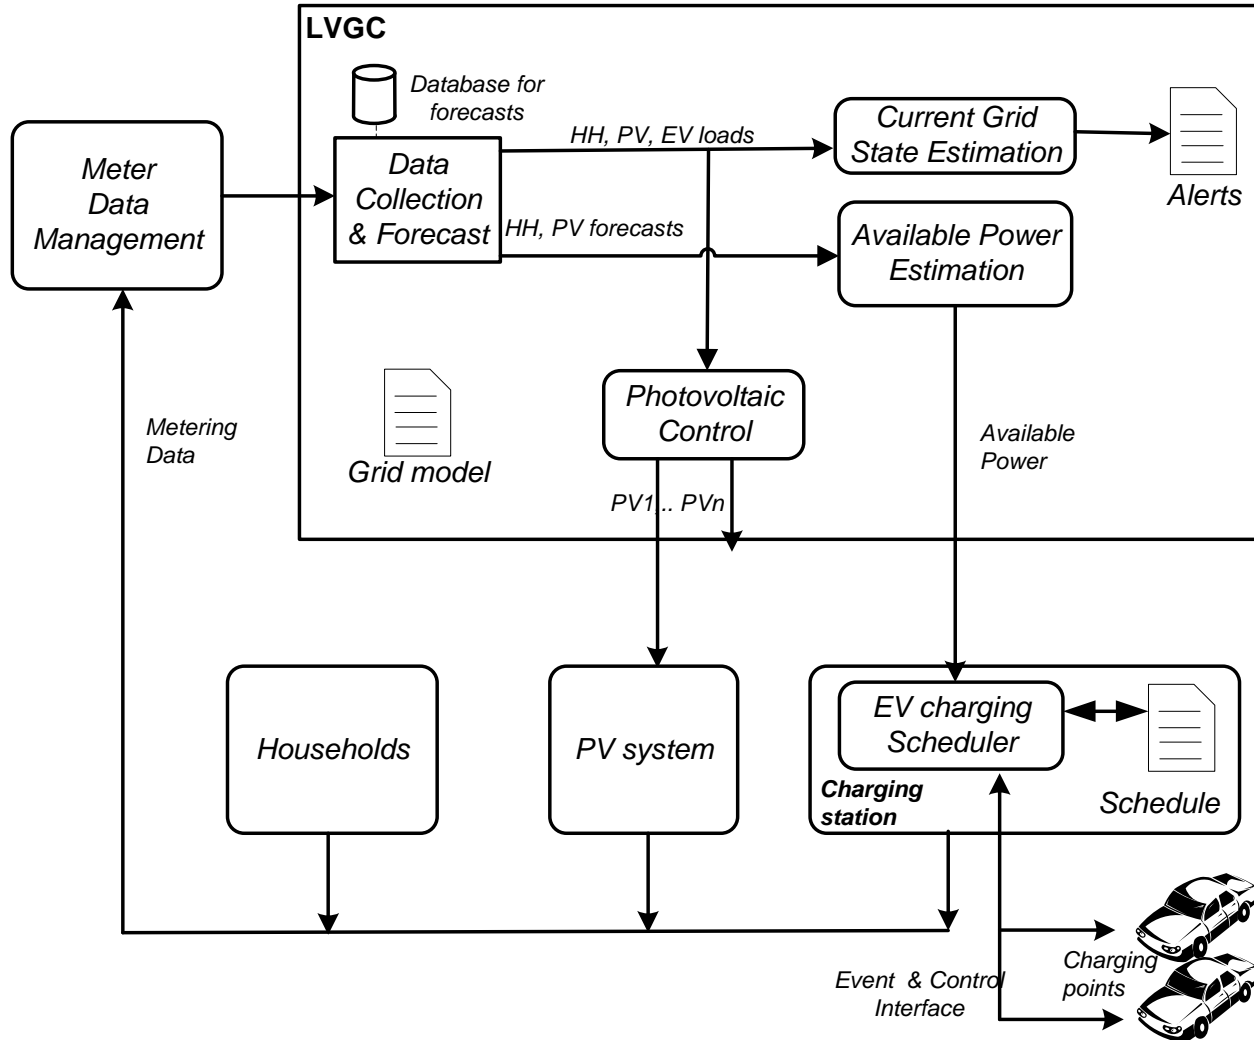 LVGC
Database for
forecasts
Meter
Data
Management
Data
Collection
& Forecast
HH, PV, EV loads
Current Grid
State Estimation
Alerts
HH, PV forecasts
Available Power
Estimation
Photovoltaic
Control
Grid model
Metering
Data
Available
Power
PV1,.. PVn
Households
PV system
EV charging
Scheduler
Charging
station
Schedule
Event & Control
Interface
Charging
points